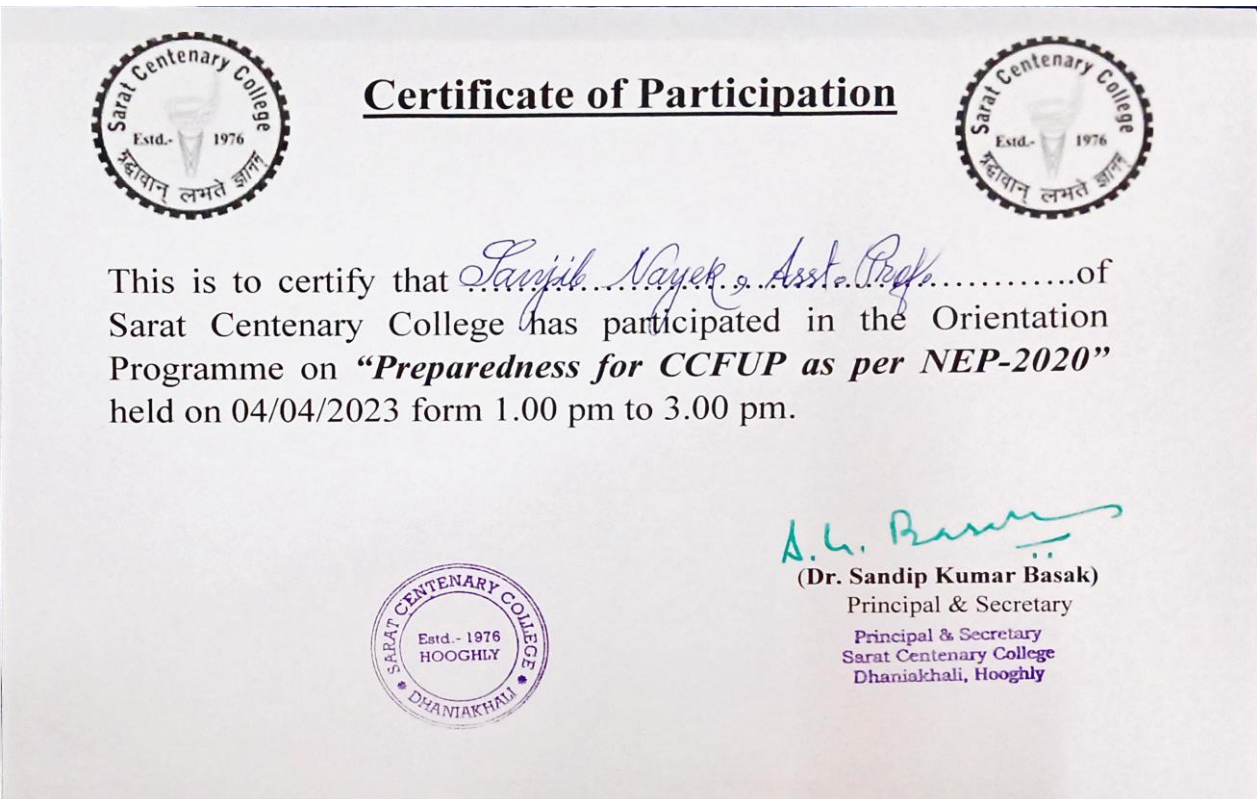 Sarat Centenary College
Estd.- 1976
श्रद्धावान् लभते ज्ञानम्
Certificate of Participation
Sarat Centenary College
Estd.- 1976
श्रद्धावान् लभते ज्ञानम्
This is to certify that Sanjib Nayek, Asst. Prof. of
Sarat Centenary College has participated in the Orientation
Programme on “Preparedness for CCFUP as per NEP-2020”
held on 04/04/2023 form 1.00 pm to 3.00 pm.
SARAT CENTENARY COLLEGE
Estd.- 1976
HOOGHLY
DHANIAKHALI
S.K. Basak
(Dr. Sandip Kumar Basak)
Principal & Secretary
Principal & Secretary
Sarat Centenary College
Dhaniakhali, Hooghly